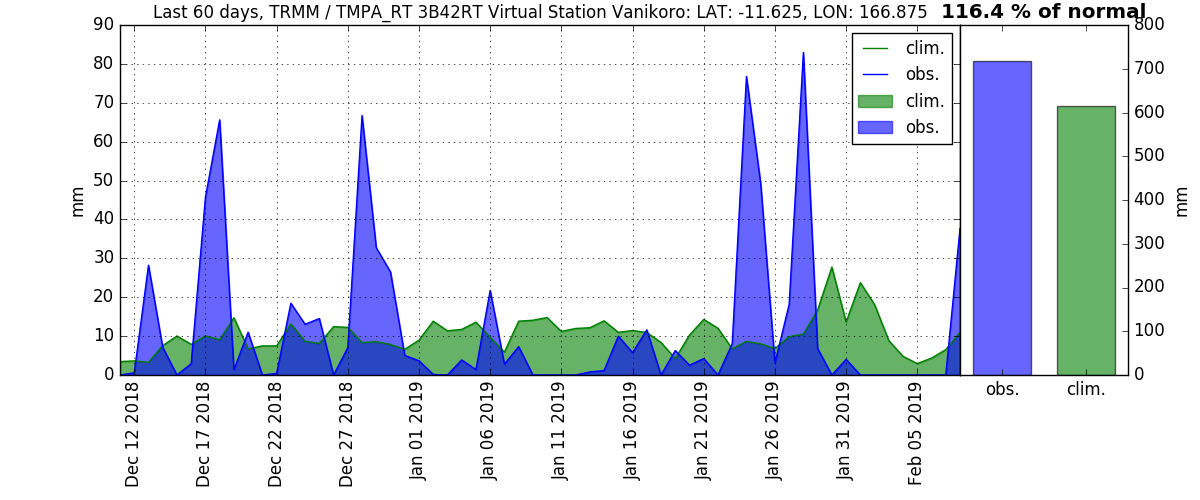 Last 60 days, TRMM / TMPA_RT 3B42RT Virtual Station Vanikoro: LAT: -11.625, LON: 166.875 116.4 % of normal
90
80
70
60
50
40
30
20
10
0
mm
clim.
obs.
clim.
obs.
800
700
600
500
400
300
200
100
0
mm
Dec 12 2018
Dec 17 2018
Dec 22 2018
Dec 27 2018
Jan 01 2019
Jan 06 2019
Jan 11 2019
Jan 16 2019
Jan 21 2019
Jan 26 2019
Jan 31 2019
Feb 05 2019
obs.
clim.